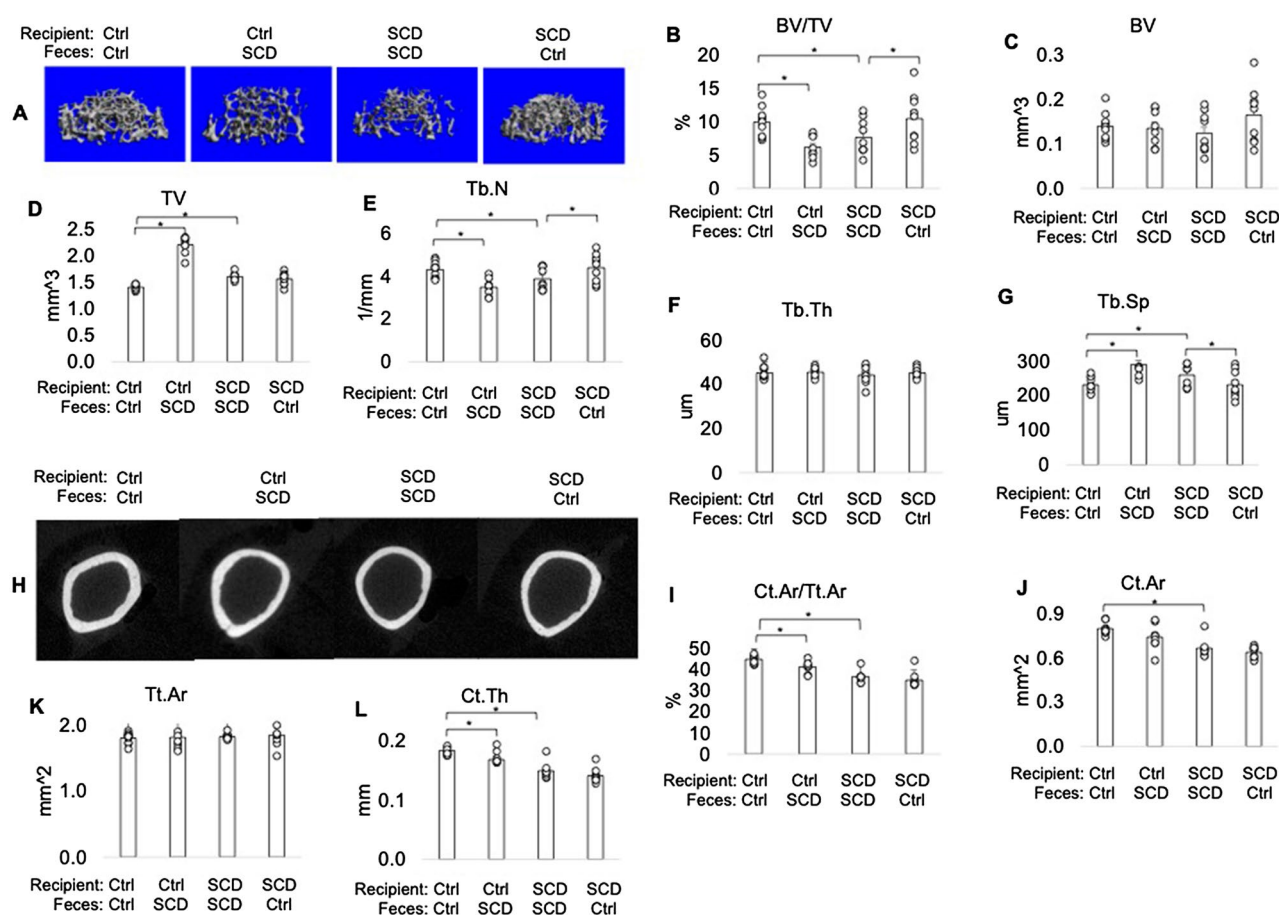 Recipient: Ctrl Ctrl SCD SCD
Feces: Ctrl SCD SCD Ctrl
A
B BV/TV
20
15
10
5
0
%
* * *
Recipient: Ctrl Ctrl SCD SCD
Feces: Ctrl SCD SCD Ctrl
C BV
0.3
0.2
0.1
0.0
mm^3
Recipient: Ctrl Ctrl SCD SCD
Feces: Ctrl SCD SCD Ctrl
D TV
2.5
2.0
1.5
1.0
0.5
0.0
mm^3
* *
Recipient: Ctrl Ctrl SCD SCD
Feces: Ctrl SCD SCD Ctrl
E Tb.N
6
4
2
0
1/mm
* * *
Recipient: Ctrl Ctrl SCD SCD
Feces: Ctrl SCD SCD Ctrl
F Tb.Th
60
40
20
0
um
Recipient: Ctrl Ctrl SCD SCD
Feces: Ctrl SCD SCD Ctrl
G Tb.Sp
300
200
100
0
um
* * *
Recipient: Ctrl Ctrl SCD SCD
Feces: Ctrl SCD SCD Ctrl
Recipient: Ctrl Ctrl SCD SCD
Feces: Ctrl SCD SCD Ctrl
H
I Ct.Ar/Tt.Ar
50
40
30
20
10
0
%
* *
Recipient: Ctrl Ctrl SCD SCD
Feces: Ctrl SCD SCD Ctrl
J Ct.Ar
0.9
0.6
0.3
0.0
mm^2
*
Recipient: Ctrl Ctrl SCD SCD
Feces: Ctrl SCD SCD Ctrl
K Tt.Ar
2.0
1.0
0.0
mm^2
Recipient: Ctrl Ctrl SCD SCD
Feces: Ctrl SCD SCD Ctrl
L Ct.Th
0.2
0.1
0.0
mm
* *
Recipient: Ctrl Ctrl SCD SCD
Feces: Ctrl SCD SCD Ctrl